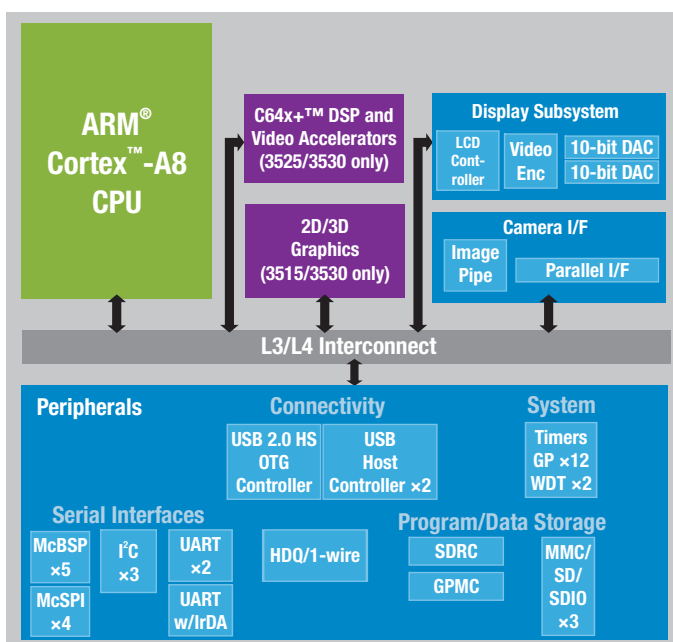 ARM®
Cortex™-A8
CPU
C64x+™ DSP and
Video Accelerators
(3525/3530 only)
2D/3D
Graphics
(3515/3530 only)
Display Subsystem
LCD
Cont-
roller
Video
Enc
10-bit DAC
10-bit DAC
Camera I/F
Image
Pipe
Parallel I/F
L3/L4 Interconnect
Peripherals
Connectivity
USB 2.0 HS
OTG
Controller
USB
Host
Controller ×2
System
Timers
GP ×12
WDT ×2
Serial Interfaces
McBSP
×5
I²C
×3
UART
×2
McSPI
×4
UART
w/IrDA
HDQ/1-wire
Program/Data Storage
SDRC
GPMC
MMC/
SD/
SDIO
×3